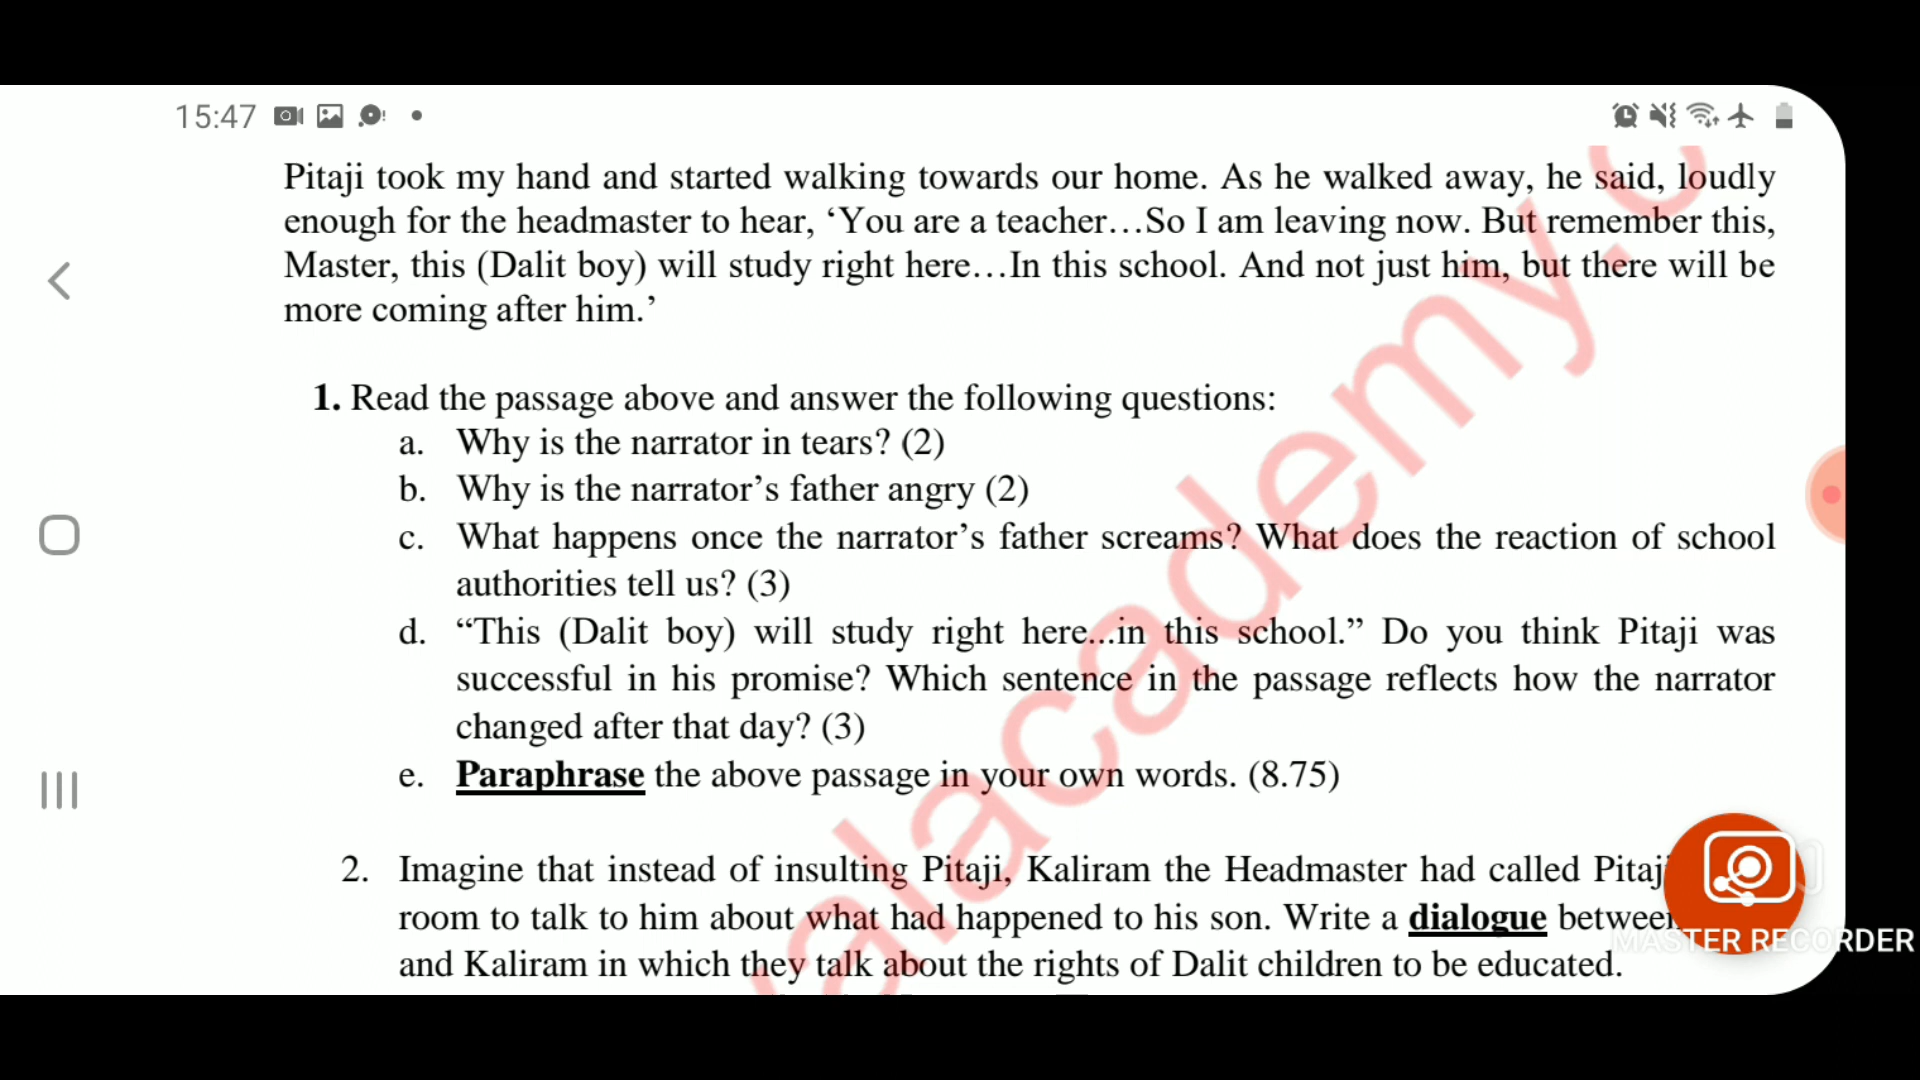 15:47
Pitaji took my hand and started walking towards our home. As he walked away, he said, loudly
enough for the headmaster to hear, ‘You are a teacher…So I am leaving now. But remember this,
Master, this (Dalit boy) will study right here…In this school. And not just him, but there will be
more coming after him.’
1. Read the passage above and answer the following questions:
a. Why is the narrator in tears? (2)
b. Why is the narrator’s father angry (2)
c. What happens once the narrator’s father screams? What does the reaction of school
authorities tell us? (3)
d. “This (Dalit boy) will study right here...in this school.” Do you think Pitaji was
successful in his promise? Which sentence in the passage reflects how the narrator
changed after that day? (3)
e. Paraphrase the above passage in your own words. (8.75)
2. Imagine that instead of insulting Pitaji, Kaliram the Headmaster had called Pitaji
room to talk to him about what had happened to his son. Write a dialogue between
and Kaliram in which they talk about the rights of Dalit children to be educated.
alacademy.c
MASTER RECORDER